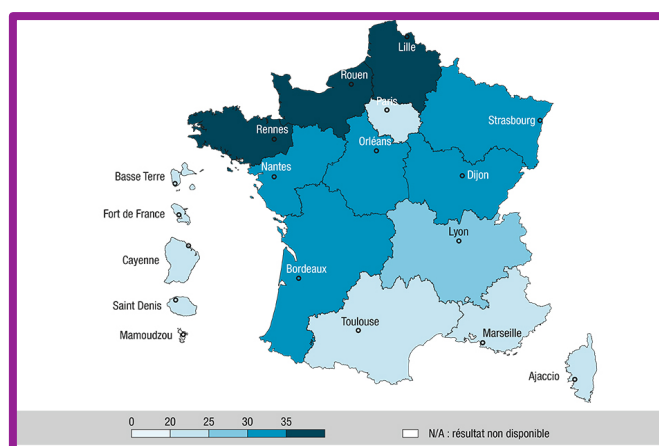 Lille
Rouen
Paris
Strasbourg
Rennes
Orléans
Nantes
Dijon
Basse Terre
Fort de France
Lyon
Cayenne
Bordeaux
Saint Denis
Toulouse
Marseille
Mamoudzou
Ajaccio
0 20 25 30 35
N/A : résultat non disponible